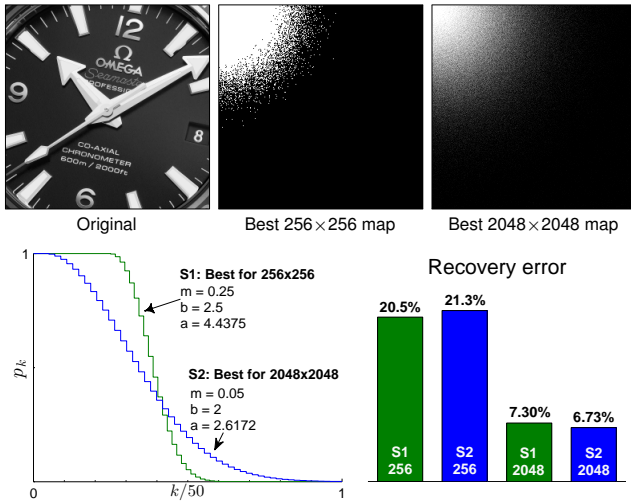 12
Ω
OMEGA
Seamaster
PROFESSIONAL
9
8
CO-AXIAL
CHRONOMETER
600m / 2000ft
6
Original
Best 256×256 map
Best 2048×2048 map
1
S1: Best for 256x256
m = 0.25
b = 2.5
a = 4.4375
S2: Best for 2048x2048
m = 0.05
b = 2
a = 2.6172
p_k
0
k/50
1
Recovery error
20.5%
21.3%
7.30%
6.73%
S1
256
S2
256
S1
2048
S2
2048